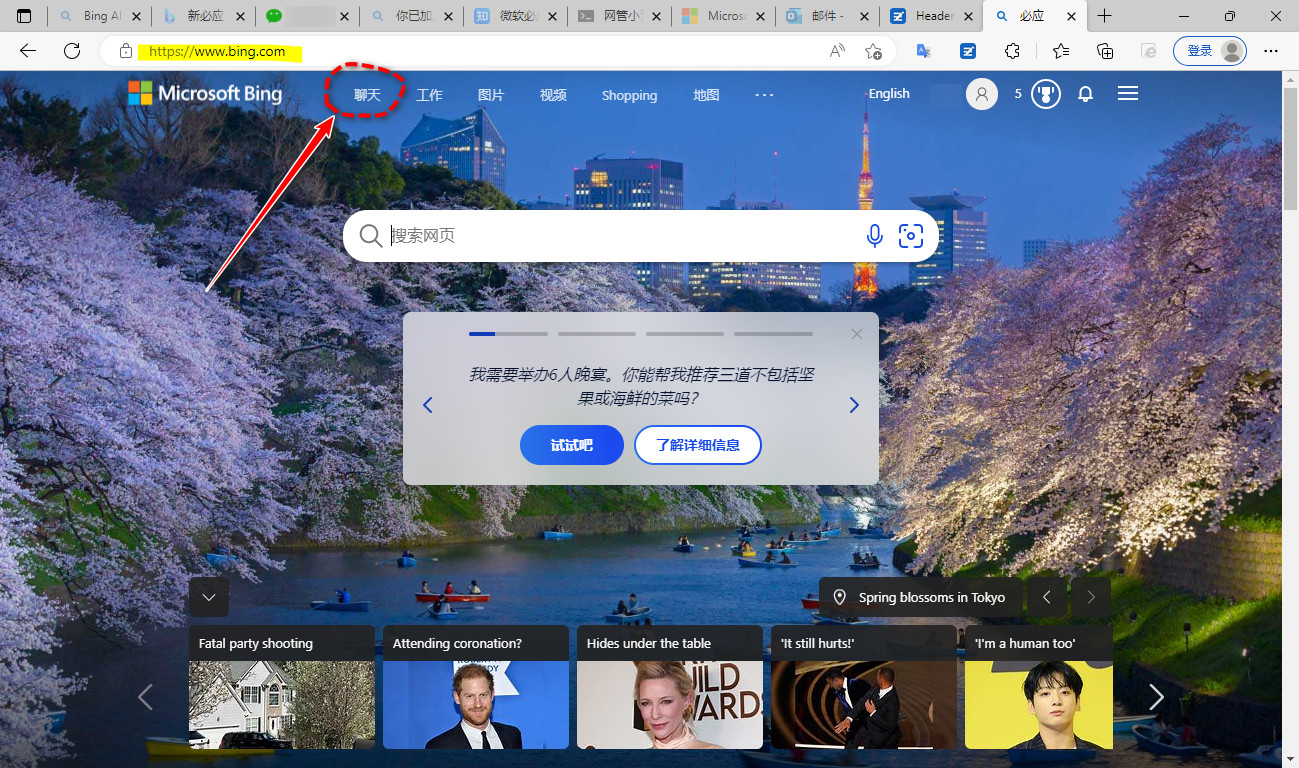 Bing AI
新必应
你已加
微软必
网管小
Micros
邮件 -
Header
必应
https://www.bing.com
登录
Microsoft Bing
聊天
工作
图片
视频
Shopping
地图
English
5
搜索网页
我需要举办6人晚宴。你能帮我推荐三道不包括坚
果或海鲜的菜吗?
试试吧
了解详细信息
Spring blossoms in Tokyo
Fatal party shooting
Attending coronation?
Hides under the table
'It still hurts!'
'I'm a human too'